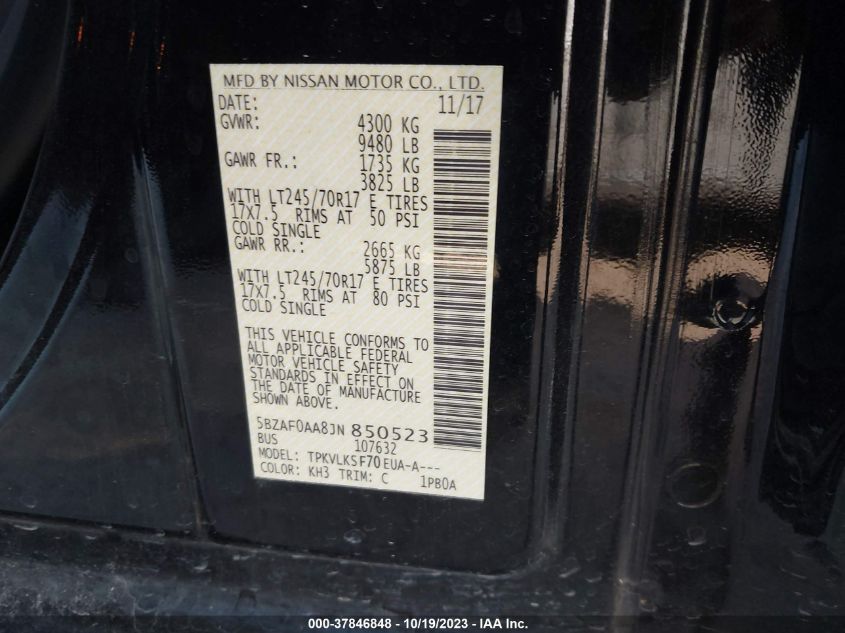 MFD BY NISSAN MOTOR CO., LTD.
DATE: 11/17
GVWR: 4300 KG
9480 LB
GAWR FR.: 1735 KG
3825 LB
WITH LT245/70R17 E TIRES
17X7.5 RIMS AT 50 PSI
COLD SINGLE
GAWR RR.: 2665 KG
5875 LB
WITH LT245/70R17 E TIRES
17X7.5 RIMS AT 80 PSI
COLD SINGLE
THIS VEHICLE CONFORMS TO
ALL APPLICABLE FEDERAL
MOTOR VEHICLE SAFETY
STANDARDS IN EFFECT ON
THE DATE OF MANUFACTURE
SHOWN ABOVE.
5BZAF0AA8JN 850523
BUS 107632
MODEL: TPKVLKSF70EUA-A---
COLOR: KH3 TRIM: C 1PB0A
000-37846848 - 10/19/2023 - IAA Inc.